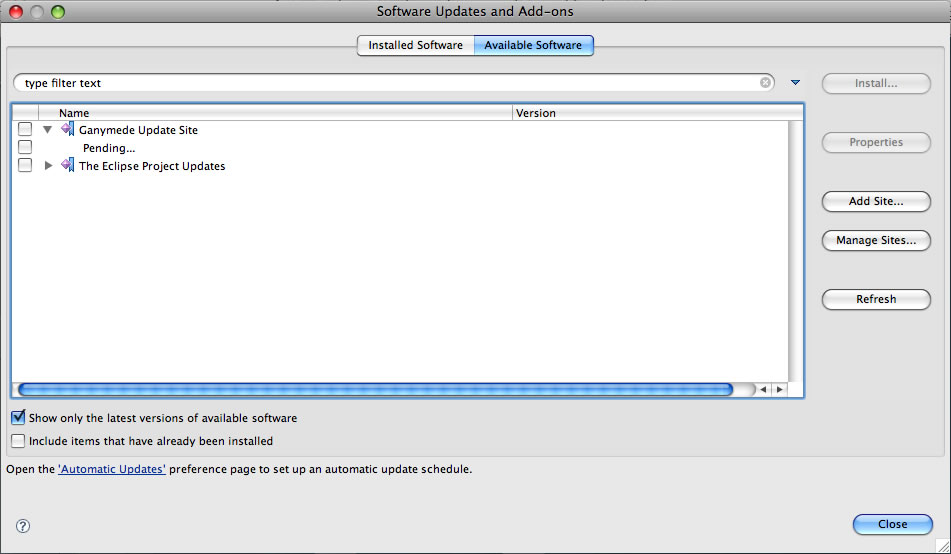 Software Updates and Add-ons
Installed Software
Available Software
type filter text
Install...
Name
Version
Ganymede Update Site
Pending...
The Eclipse Project Updates
Properties
Add Site...
Manage Sites...
Refresh
Show only the latest versions of available software
Include items that have already been installed
Open the 'Automatic Updates' preference page to set up an automatic update schedule.
?
Close